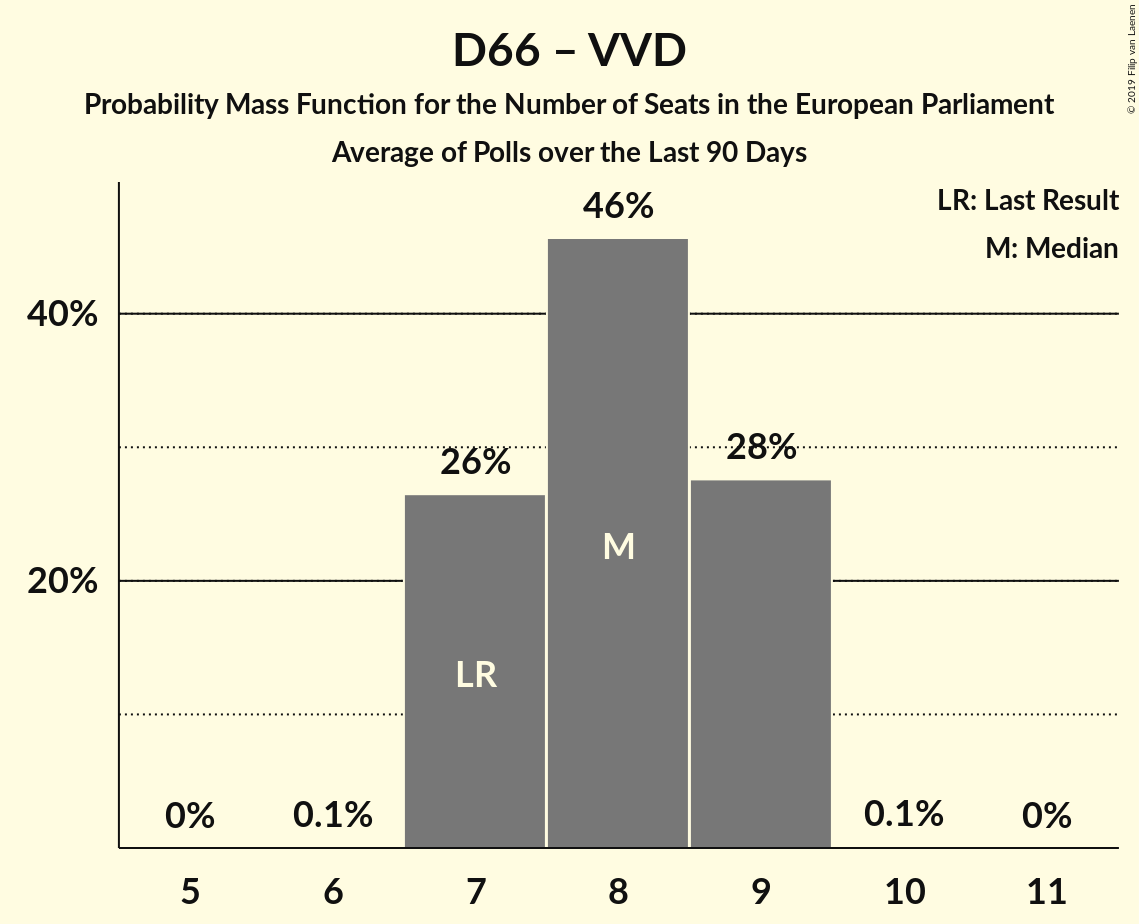 D66 – VVD
Probability Mass Function for the Number of Seats in the European Parliament
Average of Polls over the Last 90 Days
© 2019 Filip van Laenen
LR: Last Result
M: Median
40%
20%
0%
0.1%
26%
46%
28%
0.1%
0%
LR
M
5
6
7
8
9
10
11